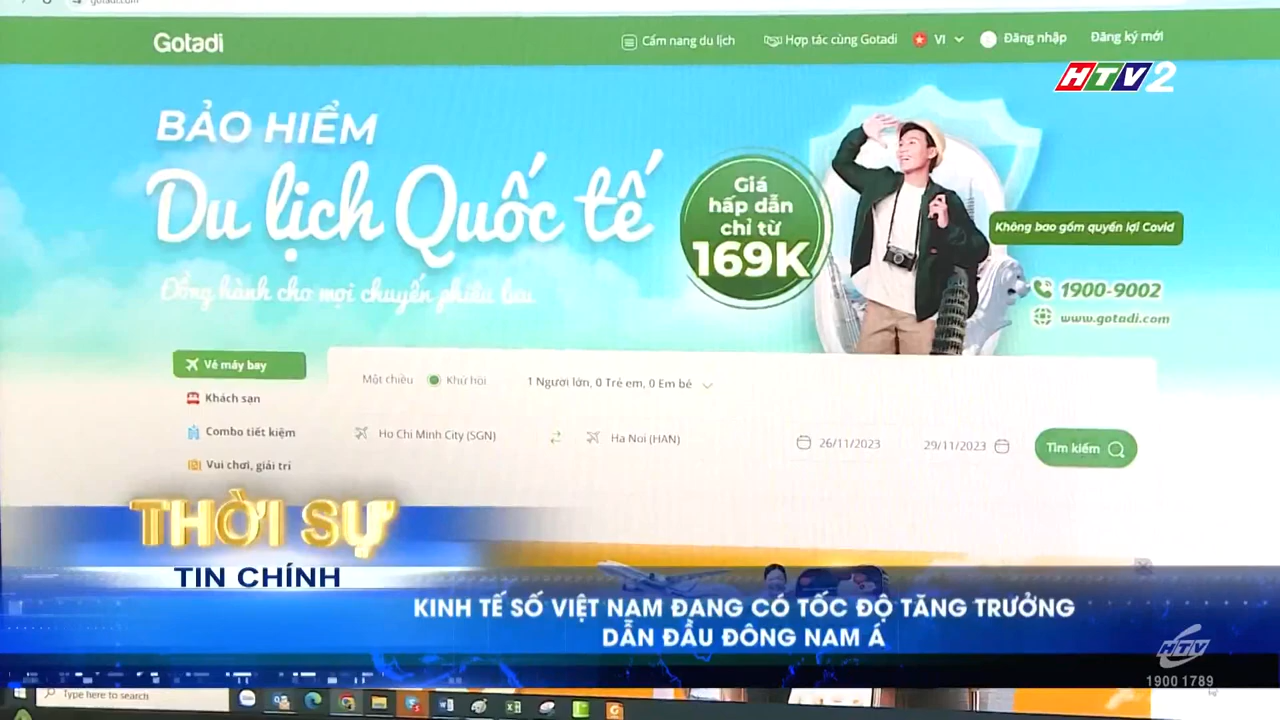 gotadi.com
Gotadi
Cẩm nang du lịch
Hợp tác cùng Gotadi
VI
Đăng nhập
Đăng ký mới
HTV2
BẢO HIỂM
Du lịch Quốc tế
Đồng hành cho mọi chuyến phiêu lưu
Giá
hấp dẫn
chỉ từ
169K
Không bao gồm quyền lợi Covid
1900-9002
www.gotadi.com
Vé máy bay
Khách sạn
Combo tiết kiệm
Vui chơi, giải trí
Một chiều
Khứ hồi
1 Người lớn, 0 Trẻ em, 0 Em bé
Ho Chi Minh City (SGN)
Ha Noi (HAN)
26/11/2023
29/11/2023
Tìm kiếm
THỜI SỰ
TIN CHÍNH
KINH TẾ SỐ VIỆT NAM ĐANG CÓ TỐC ĐỘ TĂNG TRƯỞNG
DẪN ĐẦU ĐÔNG NAM Á
HTV
1900 1789
Type here to search